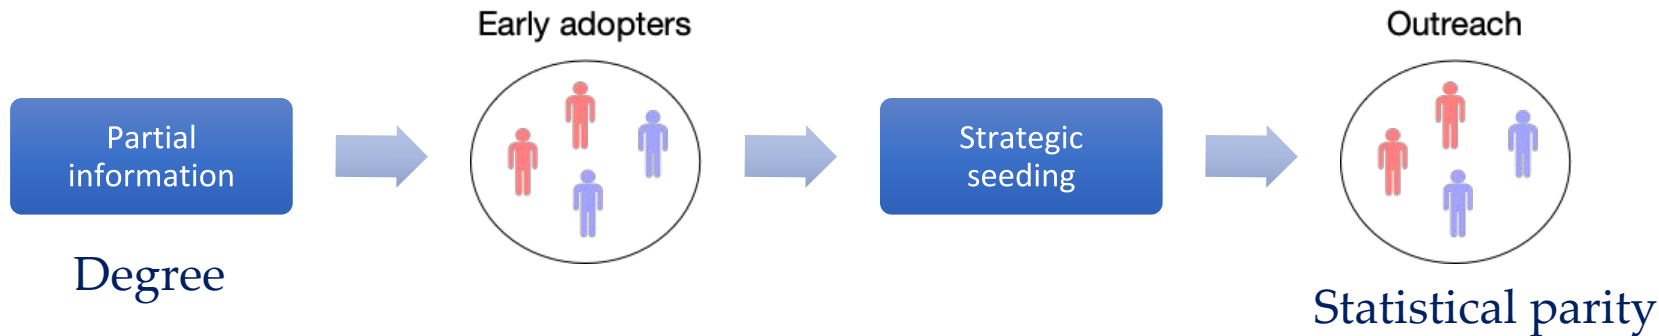 Early adopters
Outreach
Partial
information
Strategic
seeding
Degree
Statistical parity